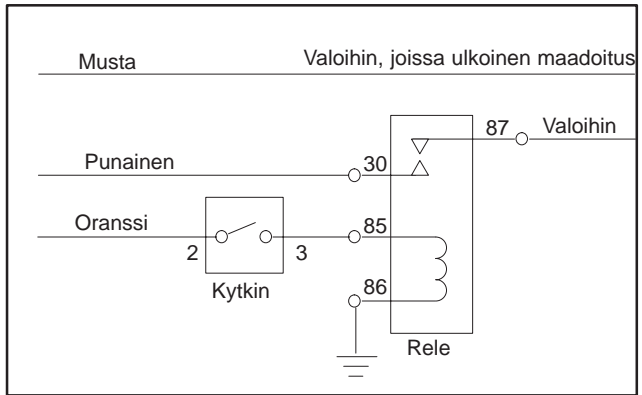 Musta
Valoihin, joissa ulkoinen maadoitus
87
Valoihin
Punainen
30
Oranssi
2
3
85
Kytkin
86
Rele